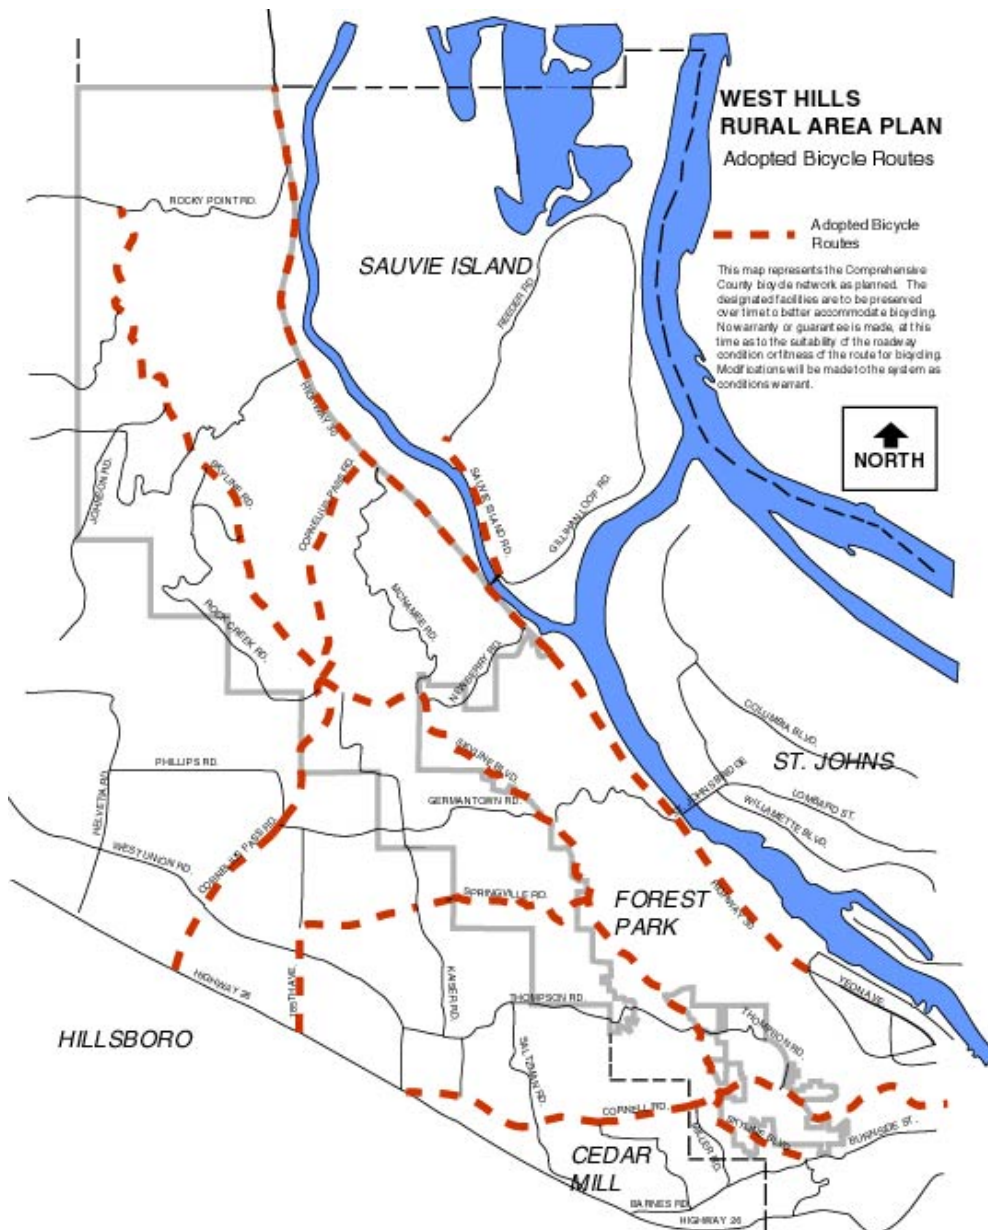 WEST HILLS
RURAL AREA PLAN
Adopted Bicycle Routes
Adopted Bicycle
Routes
This map represents the Comprehensive
County bicycle network as planned. The
designated facilities are to be preserved
over time to better accommodate bicycling.
No warranty or guarantee is made, at this
time as to the suitability of the roadway
condition or fitness of the route for bicycling.
Modifications will be made to the system as
conditions warrant.
NORTH
ROCKY POINT RD.
SAUVIE ISLAND
REEDER RD.
HIGHWAY 30
JOHNSON RD.
SKYLINE RD.
CORNELIUS PASS RD.
SAUVIE ISLAND RD.
GILLIHAN LOOP RD.
MCNAMEE RD.
ROCK CREEK RD.
NEWBERRY RD.
COLUMBIA BLVD.
ST. JOHNS
PHILLIPS RD.
SKYLINE BLVD.
ST. JOHNS BRIDGE
LOMBARD ST.
WILLAMETTE BLVD.
HELVETIA RD.
GERMANTOWN RD.
WEST UNION RD.
CORNELIUS PASS RD.
SPRINGVILLE RD.
FOREST
PARK
HIGHWAY 30
HIGHWAY 26
185TH AVE.
KAISER RD.
THOMPSON RD.
YEON AVE.
THOMPSON RD.
HILLSBORO
SALTZMAN RD.
CORNELL RD.
MILLER RD.
SKYLINE BLVD.
BURNSIDE ST.
CEDAR
MILL
BARNES RD.
HIGHWAY 26